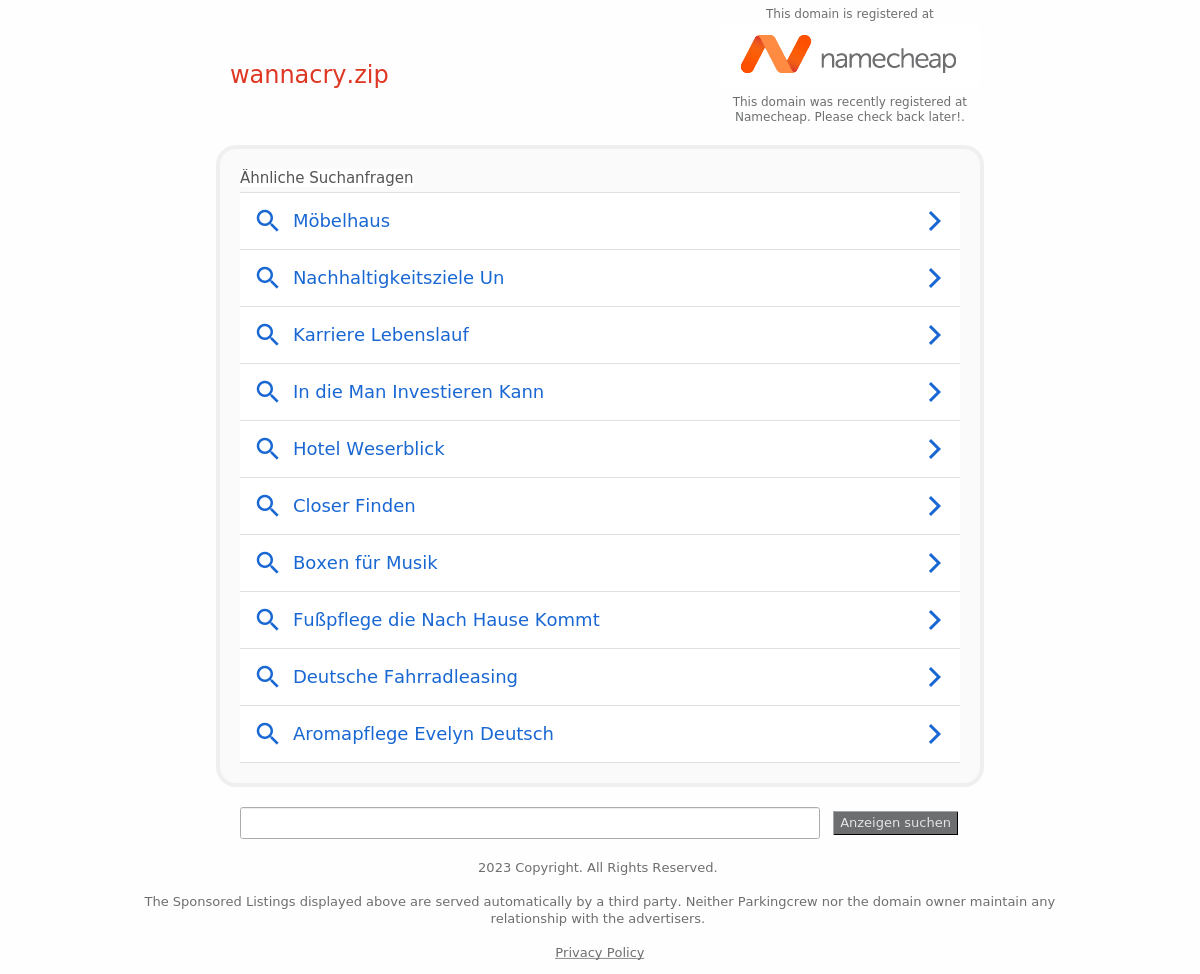 This domain is registered at
namecheap
wannacry.zip
This domain was recently registered at
Namecheap. Please check back later!.
Ähnliche Suchanfragen
Möbelhaus
Nachhaltigkeitsziele Un
Karriere Lebenslauf
In die Man Investieren Kann
Hotel Weserblick
Closer Finden
Boxen für Musik
Fußpflege die Nach Hause Kommt
Deutsche Fahrradleasing
Aromapflege Evelyn Deutsch
Anzeigen suchen
2023 Copyright. All Rights Reserved.
The Sponsored Listings displayed above are served automatically by a third party. Neither Parkingcrew nor the domain owner maintain any
relationship with the advertisers.
Privacy Policy